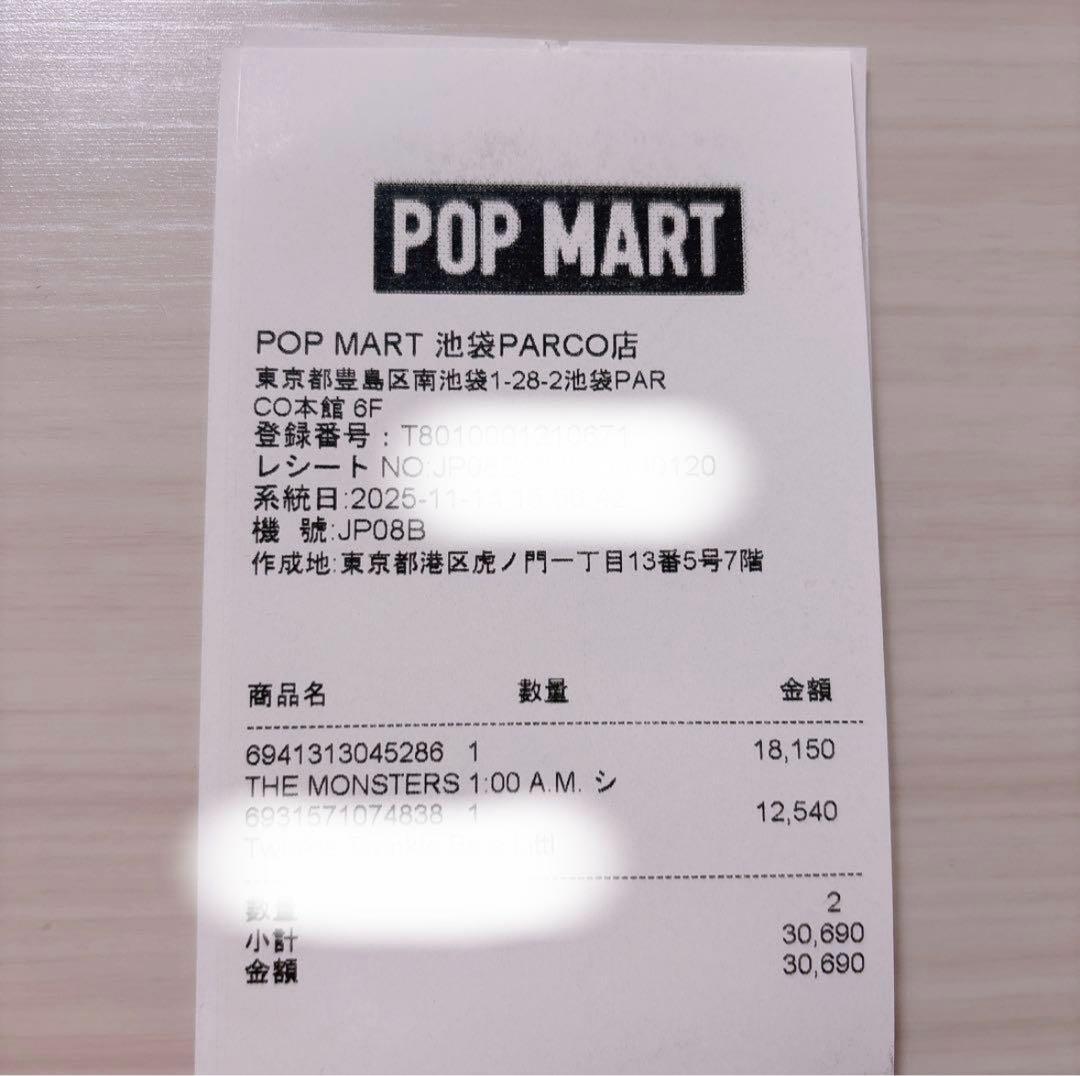 POP MART
POP MART 池袋PARCO店
東京都豊島区南池袋1-28-2池袋PAR
CO本館 6F
登録番号：
レシート NO:
系統日:2025-11-
機 號:JP08B
作成地:東京都港区虎ノ門一丁目13番5号7階
商品名 數量 金額
6941313045286 1 18,150
THE MONSTERS 1:00 A.M. シ
6931571074838 1 12,540
數量 2
小計 30,690
金額 30,690